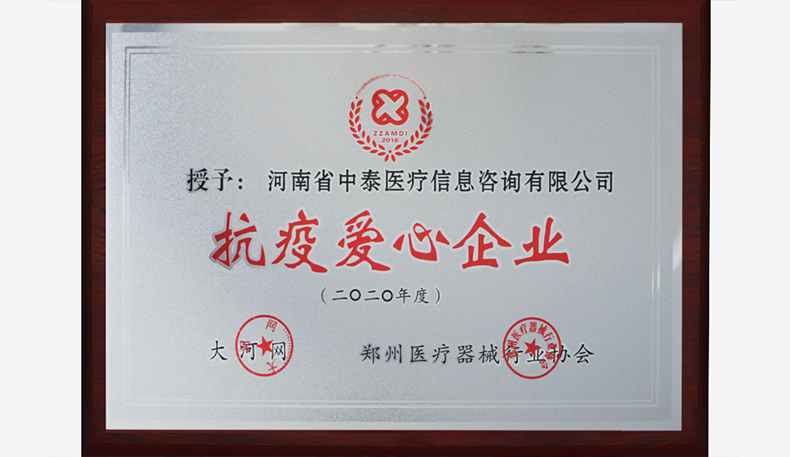 ZZAMDI
2018
授予：河南省中泰医疗信息咨询有限公司
抗疫爱心企业
（二〇二〇年度）
大河网 郑州医疗器械行业协会